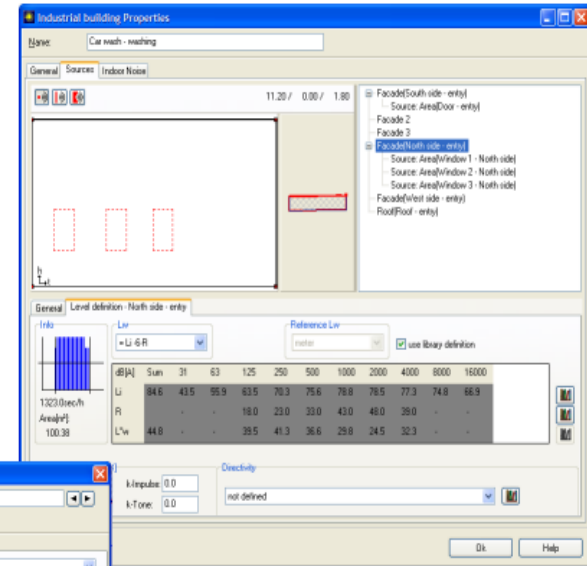 Industrial building Properties
Name: Car wash - washing
General Sources Indoor Noise
11.20 / 0.00 / 1.80
Facade(South side - entry)
Source: Area(Door - entry)
Facade 2
Facade 3
Facade(North side - entry)
Source: Area(Window 1 - North side)
Source: Area(Window 2 - North side)
Source: Area(Window 3 - North side)
Facade(West side - entry)
Roof(Roof - entry)
h
General Level definition - North side - entry
Info Lw Reference Lw
= Li -6-R meter use library definition
dB(A) Sum 31 63 125 250 500 1000 2000 4000 8000 16000
Li 84.6 43.5 55.9 63.5 70.3 75.6 78.8 78.5 77.3 74.8 66.9
1323.0sec/h
R - - 18.0 23.0 33.0 43.0 48.0 39.0 - -
Area[m²]:
100.38
L"w 44.8 - - 39.5 41.3 36.6 29.8 24.5 32.3 - -
Directivity
k-Impulse: 0.0
not defined
k-Tone: 0.0
Ok Help